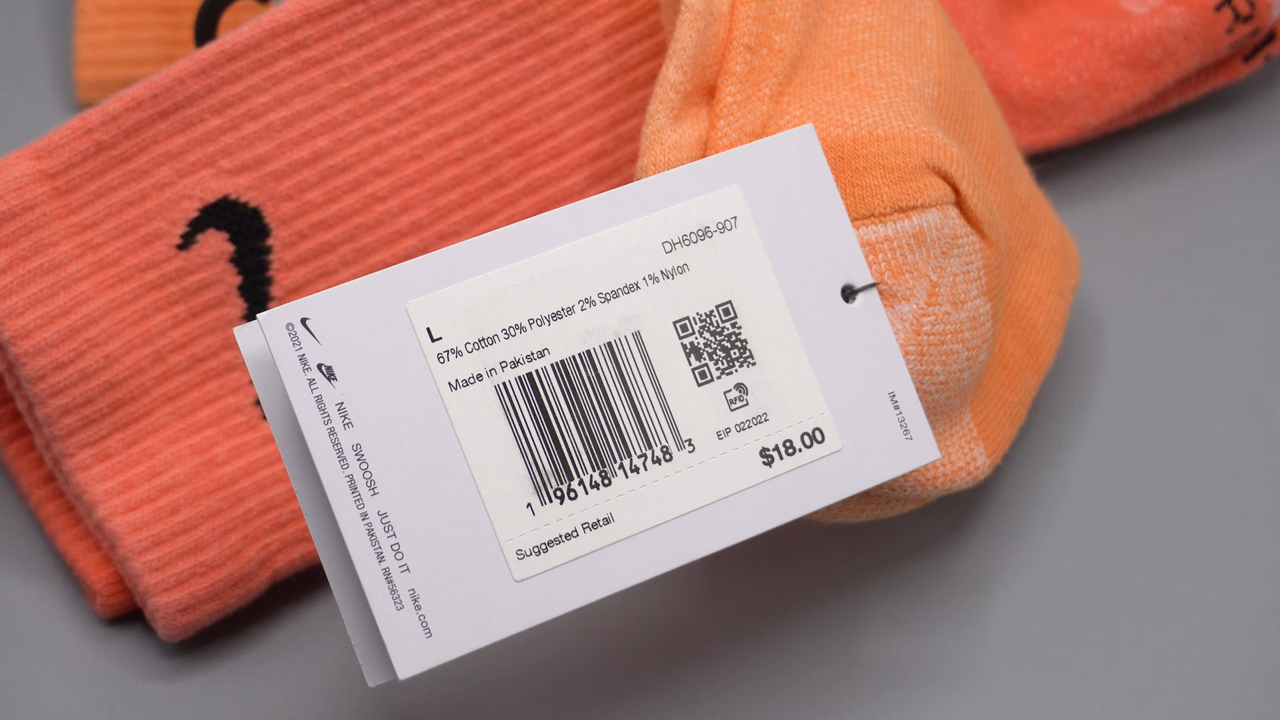 DH6096-907
L
67% Cotton 30% Polyester 2% Spandex 1% Nylon
Made in Pakistan
RFID
EIP 022022
1 96148 14748 3
$18.00
Suggested Retail
IM#13267
NIKE SWOOSH JUST DO IT nike.com
©2021 NIKE. ALL RIGHTS RESERVED. PRINTED IN PAKISTAN. RN#56323